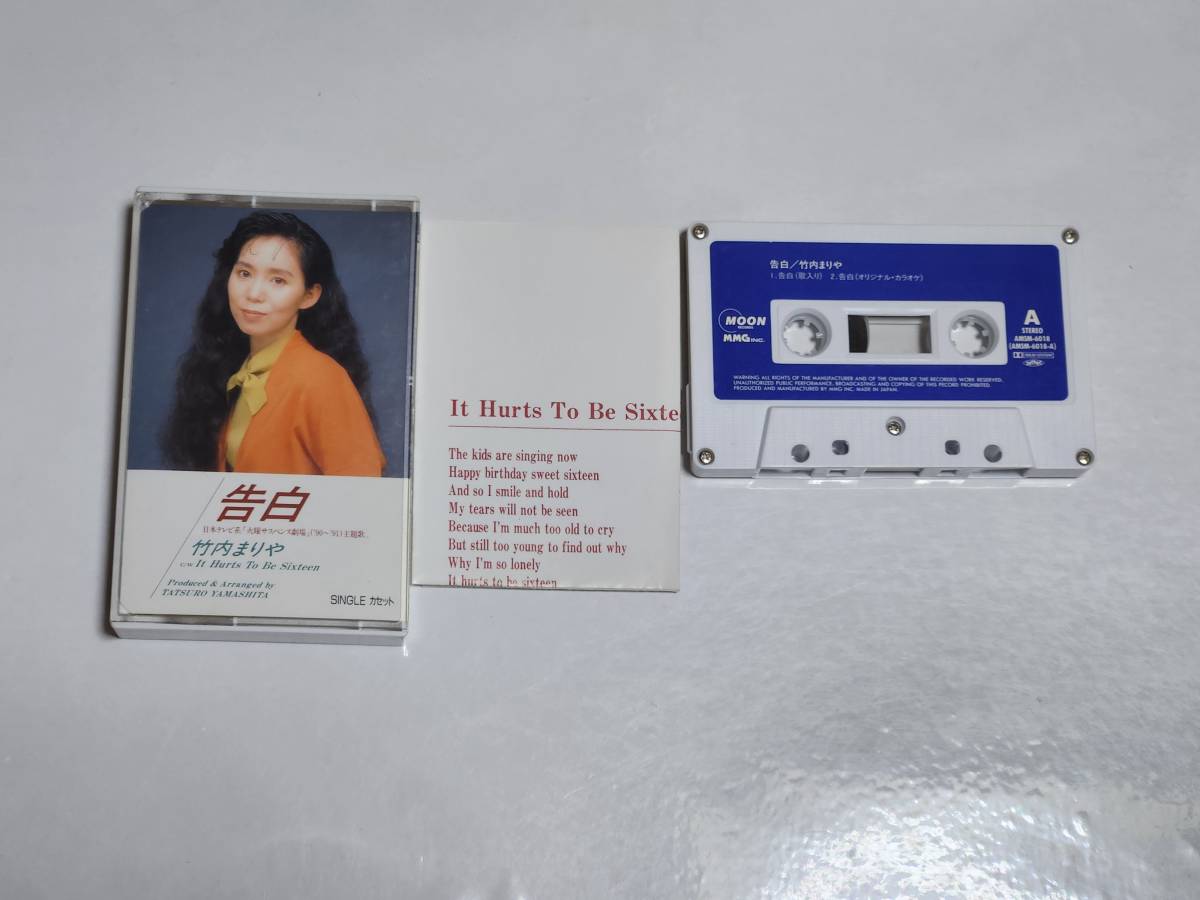 告白
日本テレビ系「火曜サスペンス劇場」('90〜'91)主題歌
竹内まりや
c/w It Hurts To Be Sixteen
Produced & Arranged by
TATSURO YAMASHITA
SINGLE カセット
It Hurts To Be Sixtee
The kids are singing now
Happy birthday sweet sixteen
And so I smile and hold
My tears will not be seen
Because I'm much too old to cry
But still too young to find out why
Why I'm so lonely
It hurts to be sixteen
告白/竹内まりや
1.告白(歌入り) 2.告白(オリジナル・カラオケ)
MOON
RECORDS
MMG INC.
A
STEREO
AMSM-6018
(AMSM-6018-A)
WARNING: ALL RIGHTS OF THE MANUFACTURER AND OF THE OWNER OF THE RECORDED WORK RESERVED.
UNAUTHORIZED PUBLIC PERFORMANCE, BROADCASTING AND COPYING OF THIS RECORD PROHIBITED.
PRODUCED AND MANUFACTURED BY MMG INC. MADE IN JAPAN.